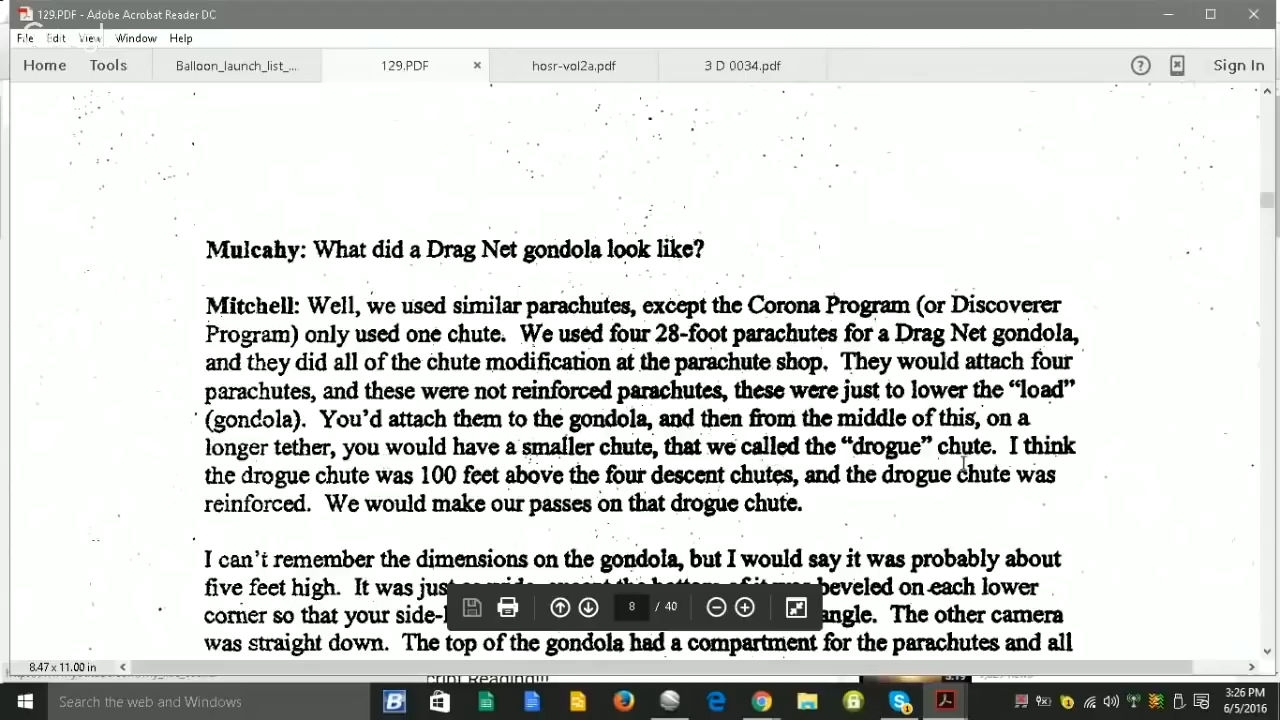 129.PDF - Adobe Acrobat Reader DC
File Edit View Window Help
Home Tools Balloon_launch_list_... 129.PDF × hosr-vol2a.pdf 3 D 0034.pdf Sign In
Mulcahy: What did a Drag Net gondola look like?
Mitchell: Well, we used similar parachutes, except the Corona Program (or Discoverer
Program) only used one chute. We used four 28-foot parachutes for a Drag Net gondola,
and they did all of the chute modification at the parachute shop. They would attach four
parachutes, and these were not reinforced parachutes, these were just to lower the “load”
(gondola). You’d attach them to the gondola, and then from the middle of this, on a
longer tether, you would have a smaller chute, that we called the “drogue” chute. I think
the drogue chute was 100 feet above the four descent chutes, and the drogue chute was
reinforced. We would make our passes on that drogue chute.
I can’t remember the dimensions on the gondola, but I would say it was probably about
five feet high. It was just beveled on each lower
corner so that your side- angle. The other camera
was straight down. The top of the gondola had a compartment for the parachutes and all
8 / 40
8.47 x 11.00 in
Search the web and Windows
3:26 PM
6/5/2016